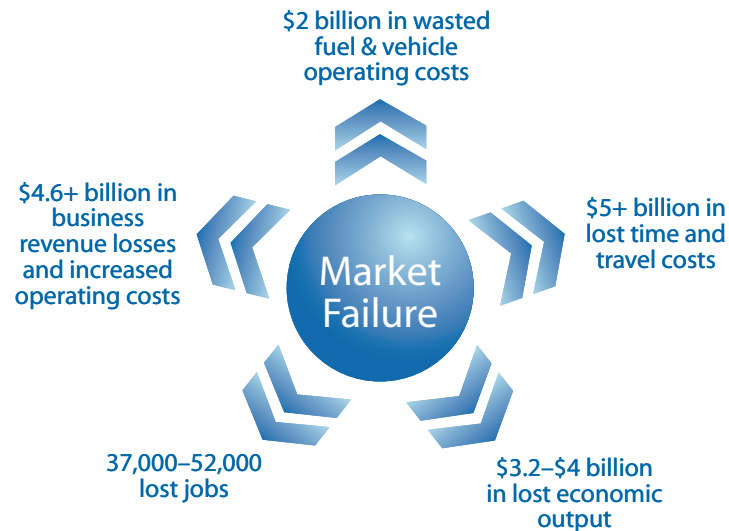 $2 billion in wasted
fuel & vehicle
operating costs
$4.6+ billion in
business
revenue losses
and increased
operating costs
$5+ billion in
lost time and
travel costs
Market
Failure
37,000–52,000
lost jobs
$3.2–$4 billion
in lost economic
output